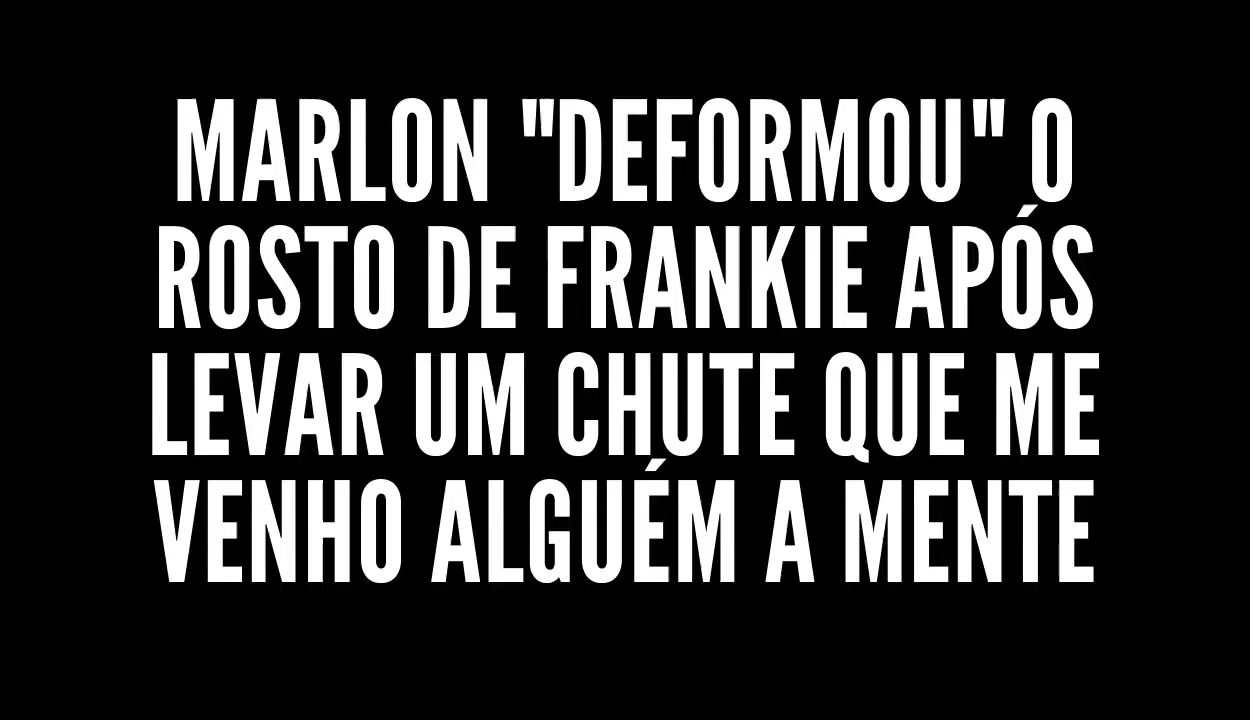 MARLON "DEFORMOU" O
ROSTO DE FRANKIE APÓS
LEVAR UM CHUTE QUE ME
VENHO ALGUÉM A MENTE